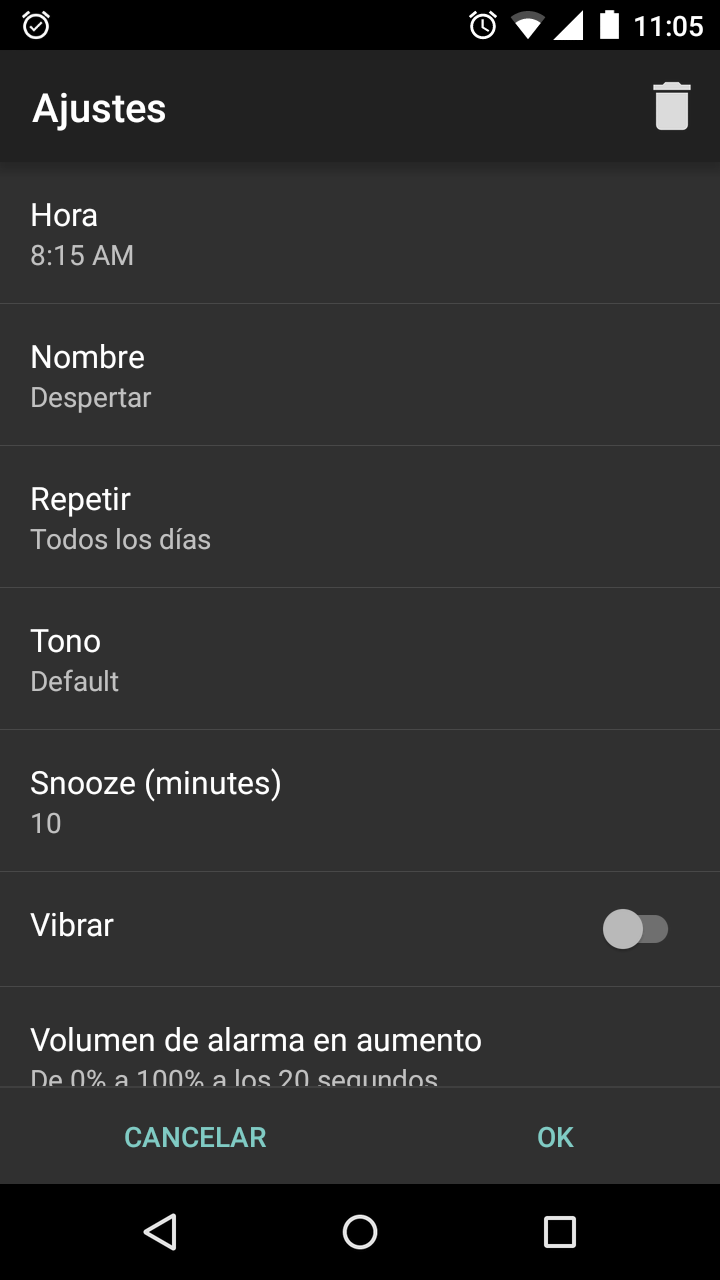 11:05
Ajustes
Hora
8:15 AM
Nombre
Despertar
Repetir
Todos los días
Tono
Default
Snooze (minutes)
10
Vibrar
Volumen de alarma en aumento
De 0% a 100% a los 20 segundos
CANCELAR OK